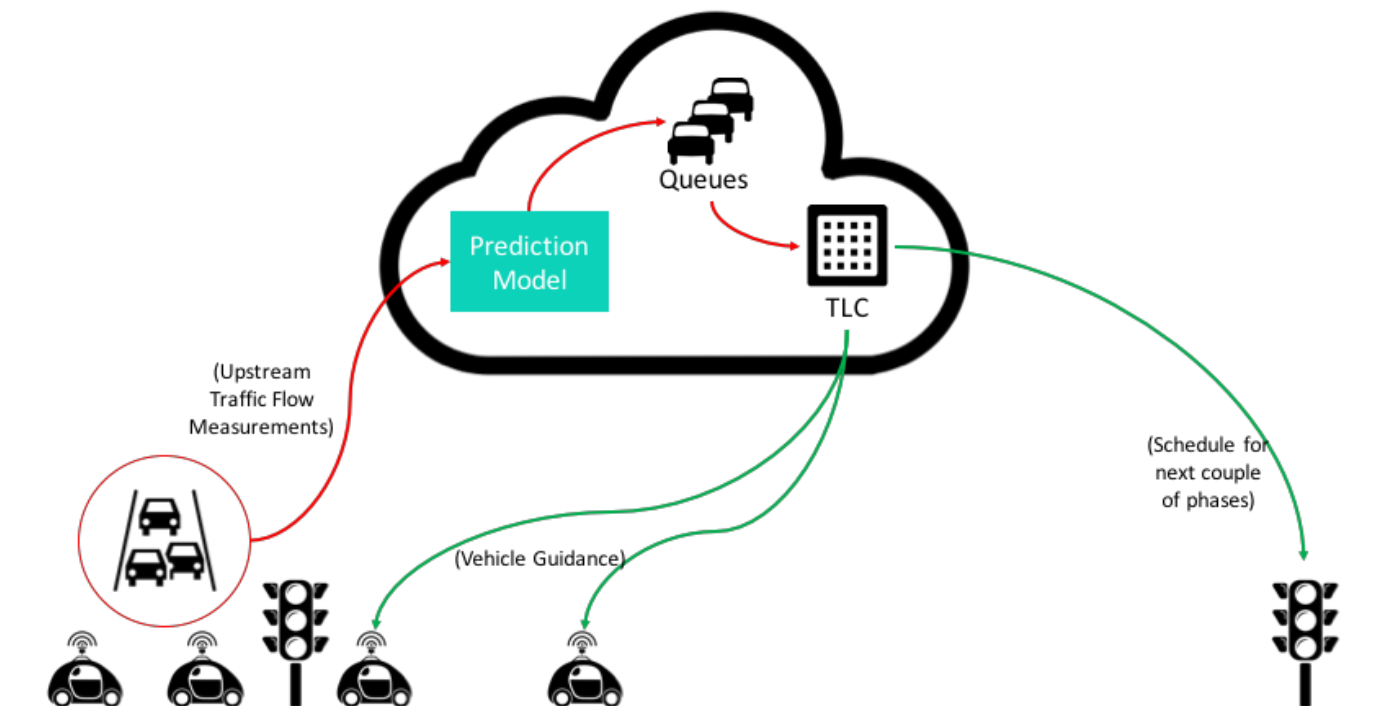 Queues
Prediction
Model
TLC
(Upstream
Traffic Flow
Measurements)
(Schedule for
next couple
of phases)
(Vehicle Guidance)